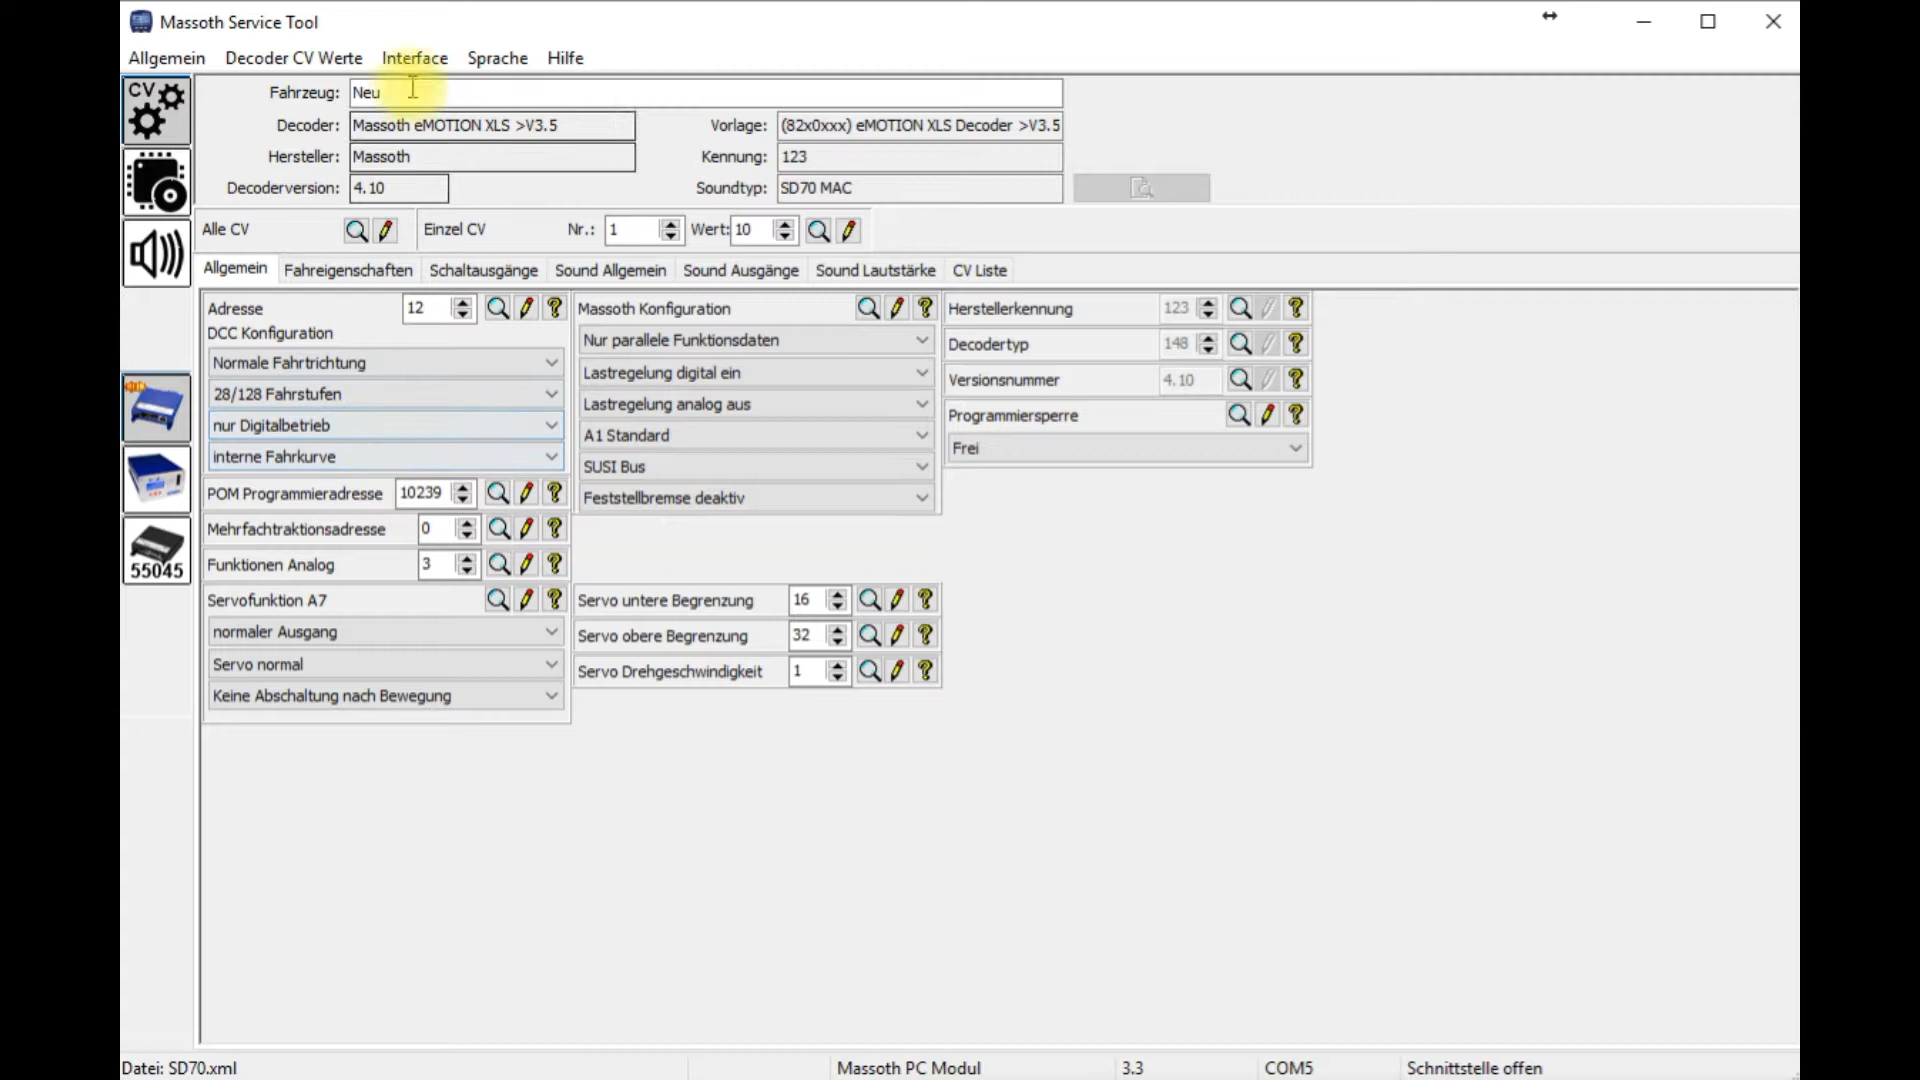 Massoth Service Tool
Allgemein Decoder CV Werte Interface Sprache Hilfe
CV
Fahrzeug: Neu
Decoder: Massoth eMOTION XLS >V3.5 Vorlage: (82x0xxx) eMOTION XLS Decoder >V3.5
Hersteller: Massoth Kennung: 123
Decoderversion: 4.10 Soundtyp: SD70 MAC
Alle CV Einzel CV Nr.: 1 Wert: 10
Allgemein Fahreigenschaften Schaltausgänge Sound Allgemein Sound Ausgänge Sound Lautstärke CV Liste
Adresse 12 Massoth Konfiguration Herstellerkennung 123
DCC Konfiguration
Nur parallele Funktionsdaten Decodertyp 148
Normale Fahrtrichtung Lastregelung digital ein Versionsnummer 4.10
28/128 Fahrstufen Lastregelung analog aus Programmiersperre
nur Digitalbetrieb A1 Standard Frei
interne Fahrkurve SUSI Bus
POM Programmieradresse 10239 Feststellbremse deaktiv
Mehrfachtraktionsadresse 0
Funktionen Analog 3
55045
Servofunktion A7 Servo untere Begrenzung 16
normaler Ausgang Servo obere Begrenzung 32
Servo normal Servo Drehgeschwindigkeit 1
Keine Abschaltung nach Bewegung
Datei: SD70.xml Massoth PC Modul 3.3 COM5 Schnittstelle offen